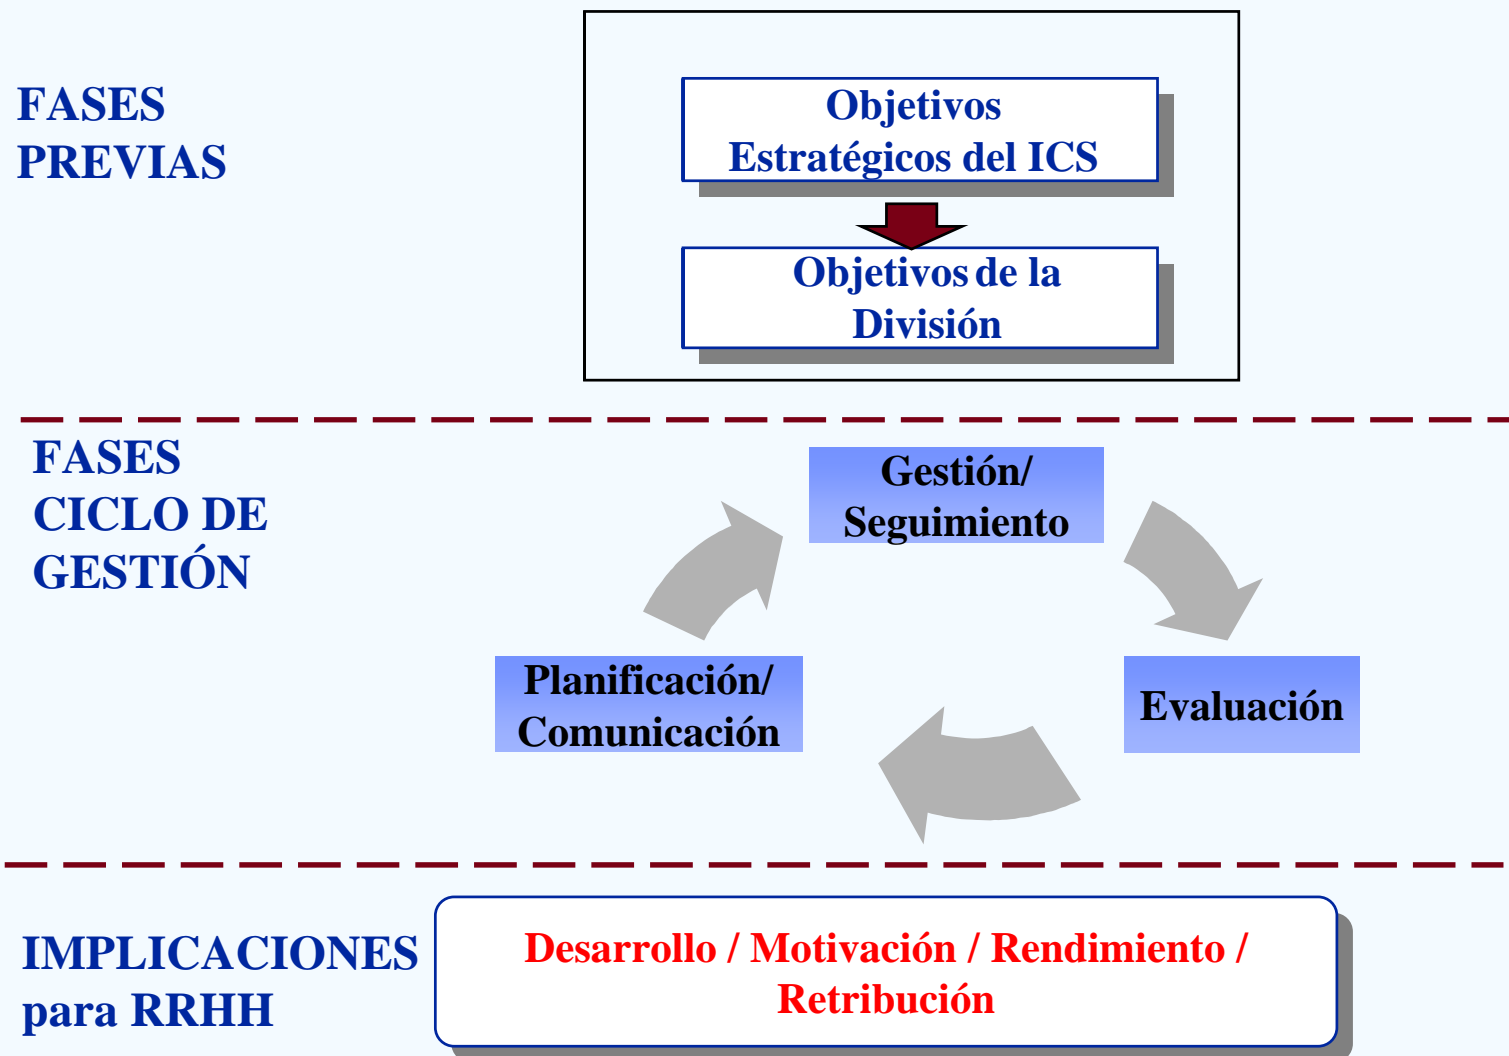 FASES
PREVIAS
Objetivos
Estratégicos del ICS
Objetivos de la
División
FASES
CICLO DE
GESTIÓN
Gestión/
Seguimiento
Planificación/
Comunicación
Evaluación
IMPLICACIONES
para RRHH
Desarrollo / Motivación / Rendimiento /
Retribución